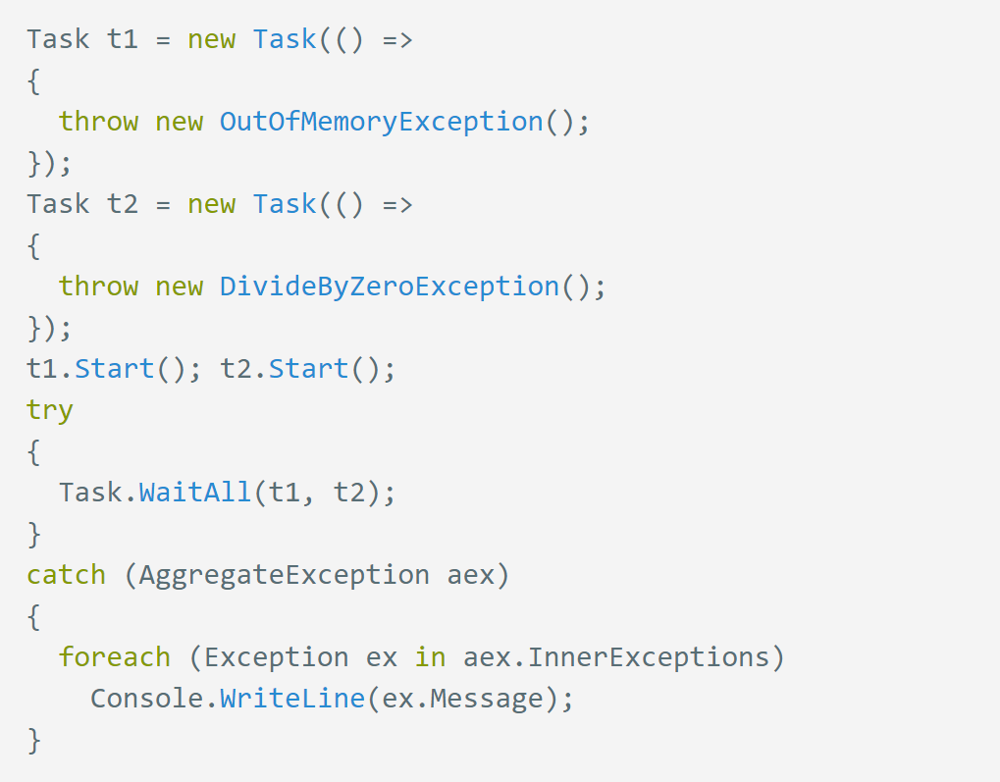 Task t1 = new Task(() =>
{
  throw new OutOfMemoryException();
});
Task t2 = new Task(() =>
{
  throw new DivideByZeroException();
});
t1.Start(); t2.Start();
try
{
  Task.WaitAll(t1, t2);
}
catch (AggregateException aex)
{
  foreach (Exception ex in aex.InnerExceptions)
    Console.WriteLine(ex.Message);
}